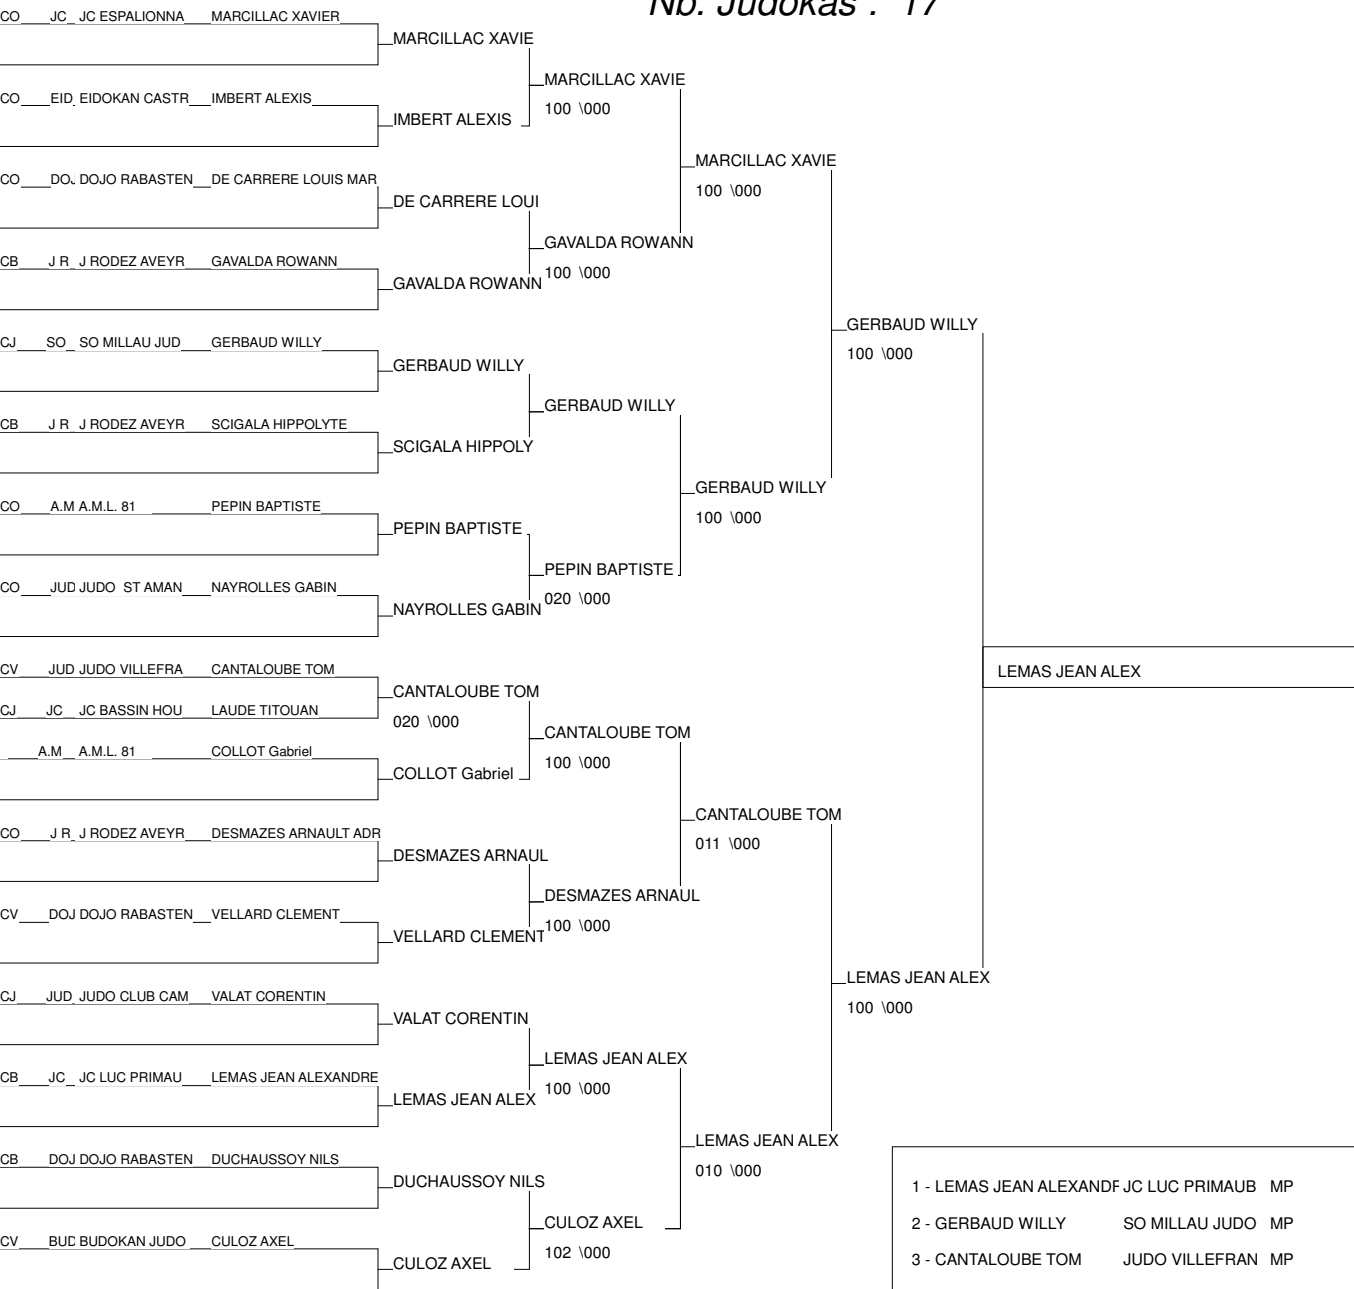 Nb. Judokas : 17
CO JC JC ESPALIONNA MARCILLAC XAVIER
MARCILLAC XAVIE
MARCILLAC XAVIE
100 \000
CO EID EIDOKAN CASTR IMBERT ALEXIS
IMBERT ALEXIS
MARCILLAC XAVIE
100 \000
CO DOJ DOJO RABASTEN DE CARRERE LOUIS MAR
DE CARRERE LOUI
GAVALDA ROWANN
100 \000
CB J R J RODEZ AVEYR GAVALDA ROWANN
GAVALDA ROWANN
GERBAUD WILLY
100 \000
CJ SO SO MILLAU JUD GERBAUD WILLY
GERBAUD WILLY
GERBAUD WILLY
CB J R J RODEZ AVEYR SCIGALA HIPPOLYTE
SCIGALA HIPPOLY
GERBAUD WILLY
100 \000
CO A.M A.M.L. 81 PEPIN BAPTISTE
PEPIN BAPTISTE
PEPIN BAPTISTE
020 \000
CO JUD JUDO ST AMAN NAYROLLES GABIN
NAYROLLES GABIN
LEMAS JEAN ALEX
CV JUD JUDO VILLEFRA CANTALOUBE TOM
CANTALOUBE TOM
020 \000
CJ JC JC BASSIN HOU LAUDE TITOUAN
CANTALOUBE TOM
100 \000
A.M A.M.L. 81 COLLOT Gabriel
COLLOT Gabriel
CANTALOUBE TOM
011 \000
CO J R J RODEZ AVEYR DESMAZES ARNAULT ADR
DESMAZES ARNAUL
DESMAZES ARNAUL
100 \000
CV DOJ DOJO RABASTEN VELLARD CLEMENT
VELLARD CLEMENT
LEMAS JEAN ALEX
100 \000
CJ JUD JUDO CLUB CAM VALAT CORENTIN
VALAT CORENTIN
LEMAS JEAN ALEX
100 \000
CB JC JC LUC PRIMAU LEMAS JEAN ALEXANDRE
LEMAS JEAN ALEX
LEMAS JEAN ALEX
010 \000
CB DOJ DOJO RABASTEN DUCHAUSSOY NILS
DUCHAUSSOY NILS
CULOZ AXEL
102 \000
CV BUD BUDOKAN JUDO CULOZ AXEL
CULOZ AXEL
1 - LEMAS JEAN ALEXANDR JC LUC PRIMAUB MP
2 - GERBAUD WILLY SO MILLAU JUDO MP
3 - CANTALOUBE TOM JUDO VILLEFRAN MP